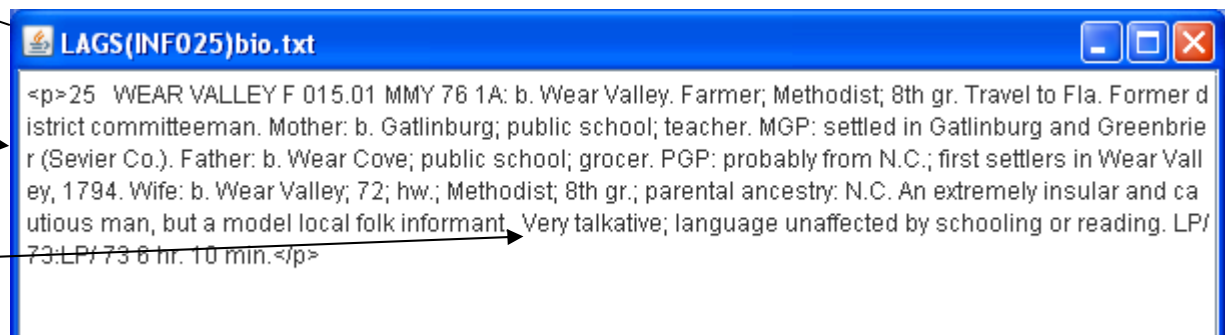 LAGS(INF025)bio.txt
<p>25 WEAR VALLEY F 015.01 MMY 76 1A: b. Wear Valley. Farmer; Methodist; 8th gr. Travel to Fla. Former d
istrict committeeman. Mother: b. Gatlinburg; public school; teacher. MGP: settled in Gatlinburg and Greenbrie
r (Sevier Co.). Father: b. Wear Cove; public school; grocer. PGP: probably from N.C.; first settlers in Wear Vall
ey, 1794. Wife: b. Wear Valley; 72; hw.; Methodist; 8th gr.; parental ancestry: N.C. An extremely insular and ca
utious man, but a model local folk informant. Very talkative; language unaffected by schooling or reading. LP/
73:LP/ 73 6 hr. 10 min.</p>